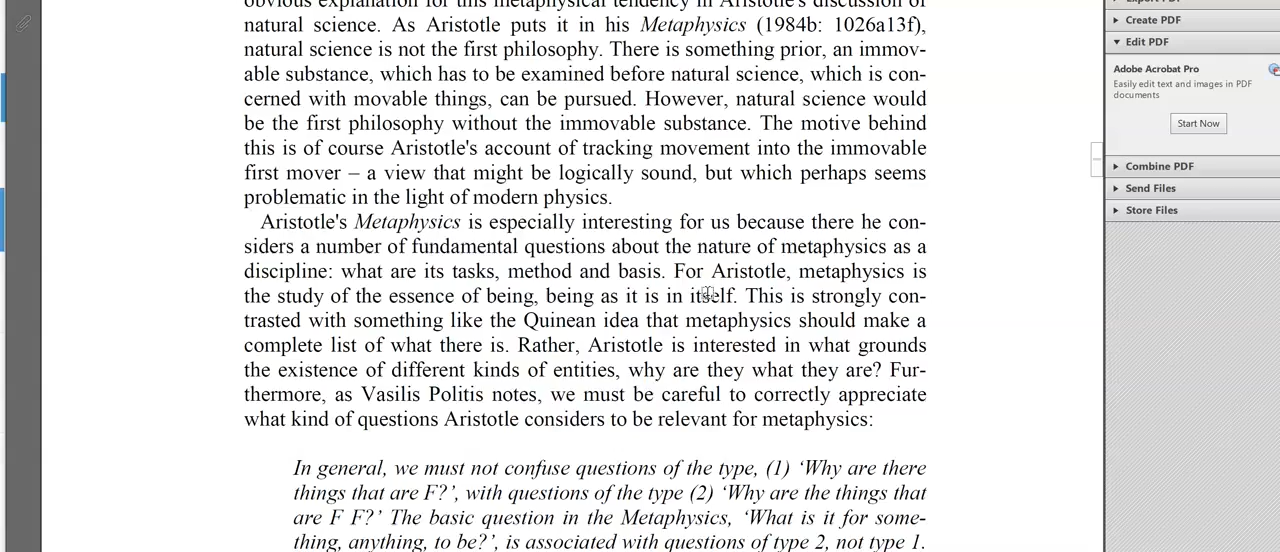 obvious explanation for this metaphysical tendency in Aristotle's discussion of
natural science. As Aristotle puts it in his Metaphysics (1984b: 1026a13f),
natural science is not the first philosophy. There is something prior, an immov-
able substance, which has to be examined before natural science, which is con-
cerned with movable things, can be pursued. However, natural science would
be the first philosophy without the immovable substance. The motive behind
this is of course Aristotle's account of tracking movement into the immovable
first mover – a view that might be logically sound, but which perhaps seems
problematic in the light of modern physics.
Aristotle's Metaphysics is especially interesting for us because there he con-
siders a number of fundamental questions about the nature of metaphysics as a
discipline: what are its tasks, method and basis. For Aristotle, metaphysics is
the study of the essence of being, being as it is in itself. This is strongly con-
trasted with something like the Quinean idea that metaphysics should make a
complete list of what there is. Rather, Aristotle is interested in what grounds
the existence of different kinds of entities, why are they what they are? Fur-
thermore, as Vasilis Politis notes, we must be careful to correctly appreciate
what kind of questions Aristotle considers to be relevant for metaphysics:
In general, we must not confuse questions of the type, (1) ‘Why are there
things that are F?’, with questions of the type (2) ‘Why are the things that
are F F?’ The basic question in the Metaphysics, ‘What is it for some-
thing, anything, to be?’, is associated with questions of type 2, not type 1.
Export PDF
Create PDF
Edit PDF
Adobe Acrobat Pro
Easily edit text and images in PDF
documents
Start Now
Combine PDF
Send Files
Store Files